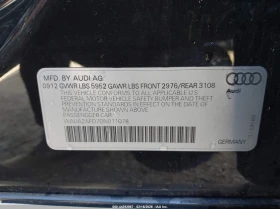 MFD. BY AUDI AG
0912 GVWR LBS 5952 GAWR LBS FRONT 2976/REAR 3108
THIS VEHICLE CONFORMS TO ALL APPLICABLE
FEDERAL MOTOR VEHICLE SAFETY BUMPER AND THEFT
PREVENTION STANDARDS IN EFFECT ON
THE DATE OF MANUFACTURE SHOWN ABOVE
PASSENGER CAR
Audi